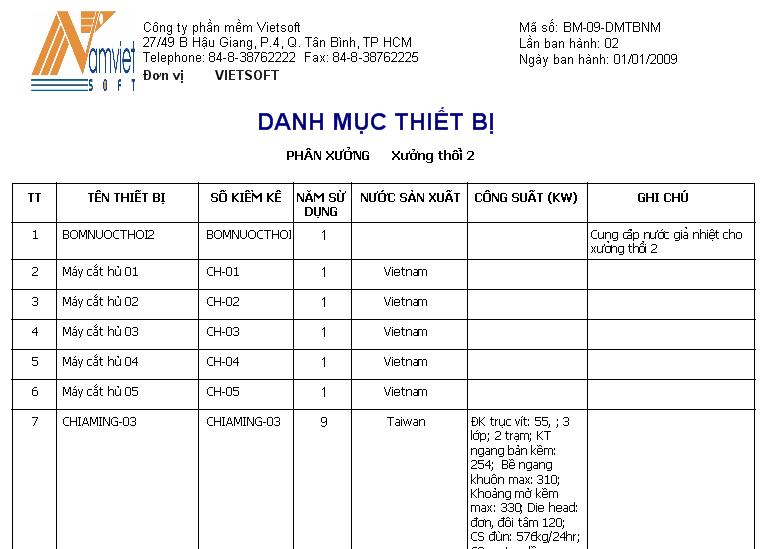 Namviet
SOFT
Công ty phần mềm Vietsoft
27/49 B Hậu Giang, P.4, Q. Tân Bình, TP HCM
Telephone: 84-8-38762222 Fax: 84-8-38762225
Đơn vị VIETSOFT
Mã số: BM-09-DMTBNM
Lần ban hành: 02
Ngày ban hành: 01/01/2009
DANH MỤC THIẾT BỊ
PHÂN XƯỞNG Xưởng thổi 2
TT TÊN THIẾT BỊ SỐ KIỂM KÊ NĂM SỬ DỤNG NƯỚC SẢN XUẤT CÔNG SUẤT (KW) GHI CHÚ
1 BOMNUOCTHOI2 BOMNUOCTHOI 1 Cung cấp nước giả nhiệt cho
xưởng thổi 2
2 Máy cắt hủ 01 CH-01 1 Vietnam
3 Máy cắt hủ 02 CH-02 1 Vietnam
4 Máy cắt hủ 03 CH-03 1 Vietnam
5 Máy cắt hủ 04 CH-04 1 Vietnam
6 Máy cắt hủ 05 CH-05 1 Vietnam
7 CHIAMING-03 CHIAMING-03 9 Taiwan ĐK trục vít: 55, ; 3
lớp; 2 trạm; KT
ngang bản kềm:
254; Bề ngang
khuôn max: 310;
Khoảng mở kềm
max: 330; Die head:
đơn, đôi tâm 120;
CS đùn: 576kg/24hr;